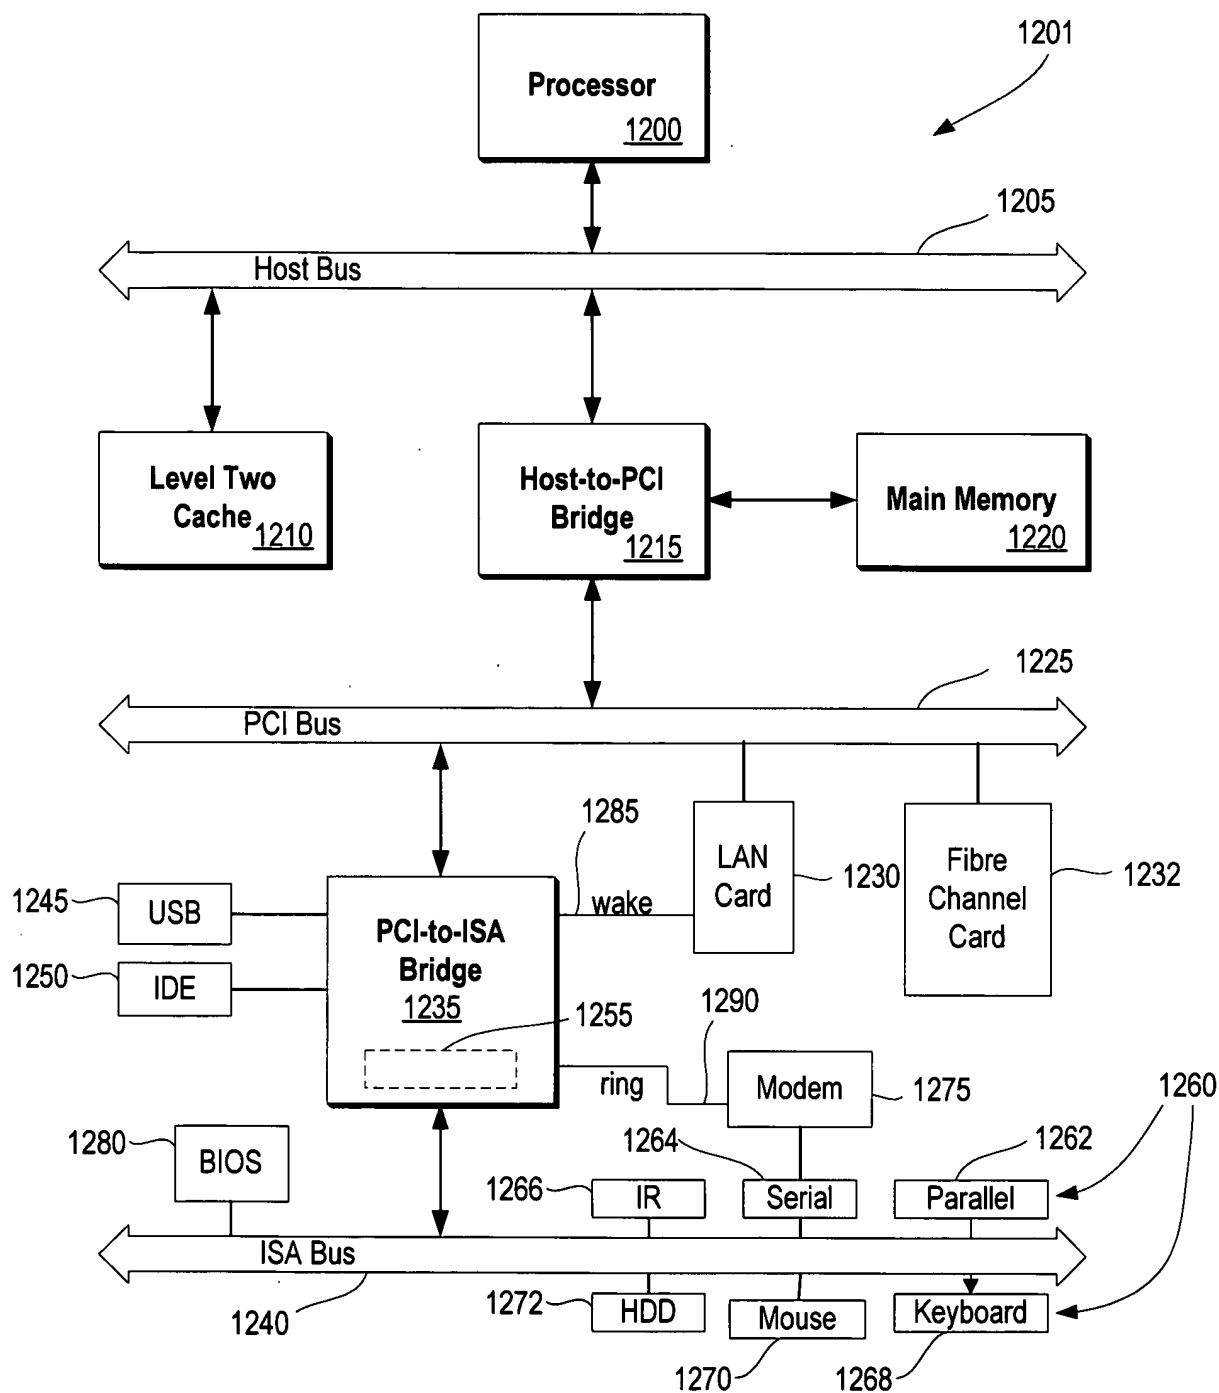 1201
Processor
1200
1205
Host Bus
Level Two
Cache
1210
Host-to-PCI
Bridge
1215
Main Memory
1220
1225
PCI Bus
1285
wake
LAN
Card
1230
Fibre
Channel
Card
1232
1245
USB
1250
IDE
PCI-to-ISA
Bridge
1235
1255
ring
1290
Modem
1275
1260
1280
BIOS
1264
1262
1266
IR
Serial
Parallel
ISA Bus
1240
1272
HDD
Mouse
Keyboard
1270
1268